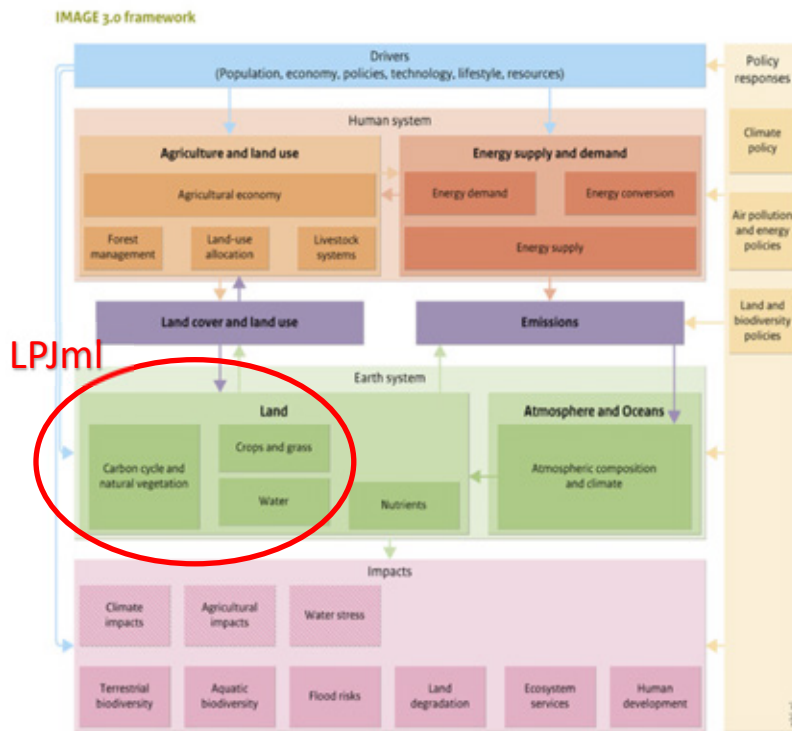 IMAGE 3.0 framework
Drivers
(Population, economy, policies, technology, lifestyle, resources)
Policy
responses
Human system
Agriculture and land use
Energy supply and demand
Climate
policy
Agricultural economy
Energy demand
Energy conversion
Forest
management
Land-use
allocation
Livestock
systems
Energy supply
Air pollution
and energy
policies
Land cover and land use
Emissions
Land and
biodiversity
policies
LPJml
Earth system
Land
Atmosphere and Oceans
Carbon cycle and
natural vegetation
Crops and grass
Water
Nutrients
Atmospheric composition
and climate
Impacts
Climate
impacts
Agricultural
impacts
Water stress
Terrestrial
biodiversity
Aquatic
biodiversity
Flood risks
Land
degradation
Ecosystem
services
Human
development